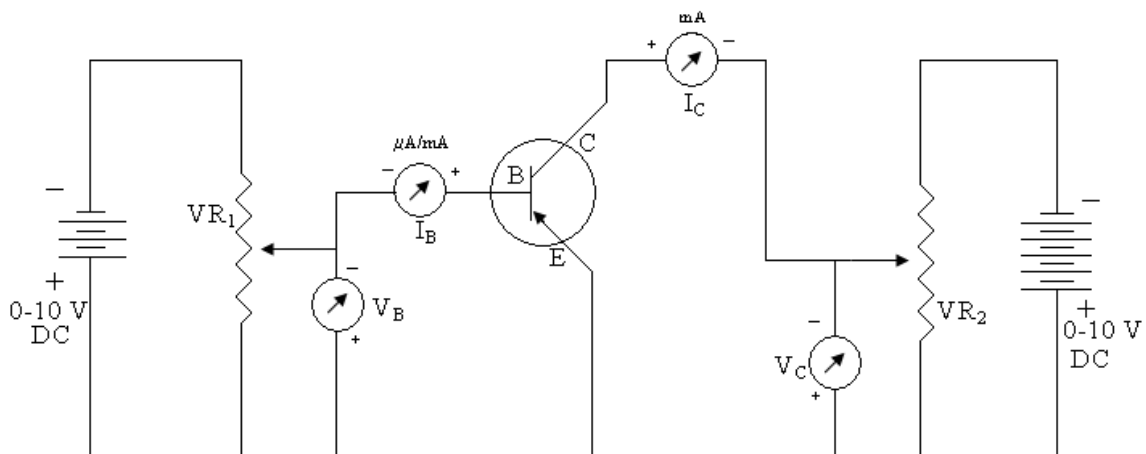 mA
+ −
I_C
µA/mA
C
− +
B
−
VR₁
I_B
E
−
+
0-10 V
DC
V_B
+
−
V_C
+
VR₂
−
+
0-10 V
DC